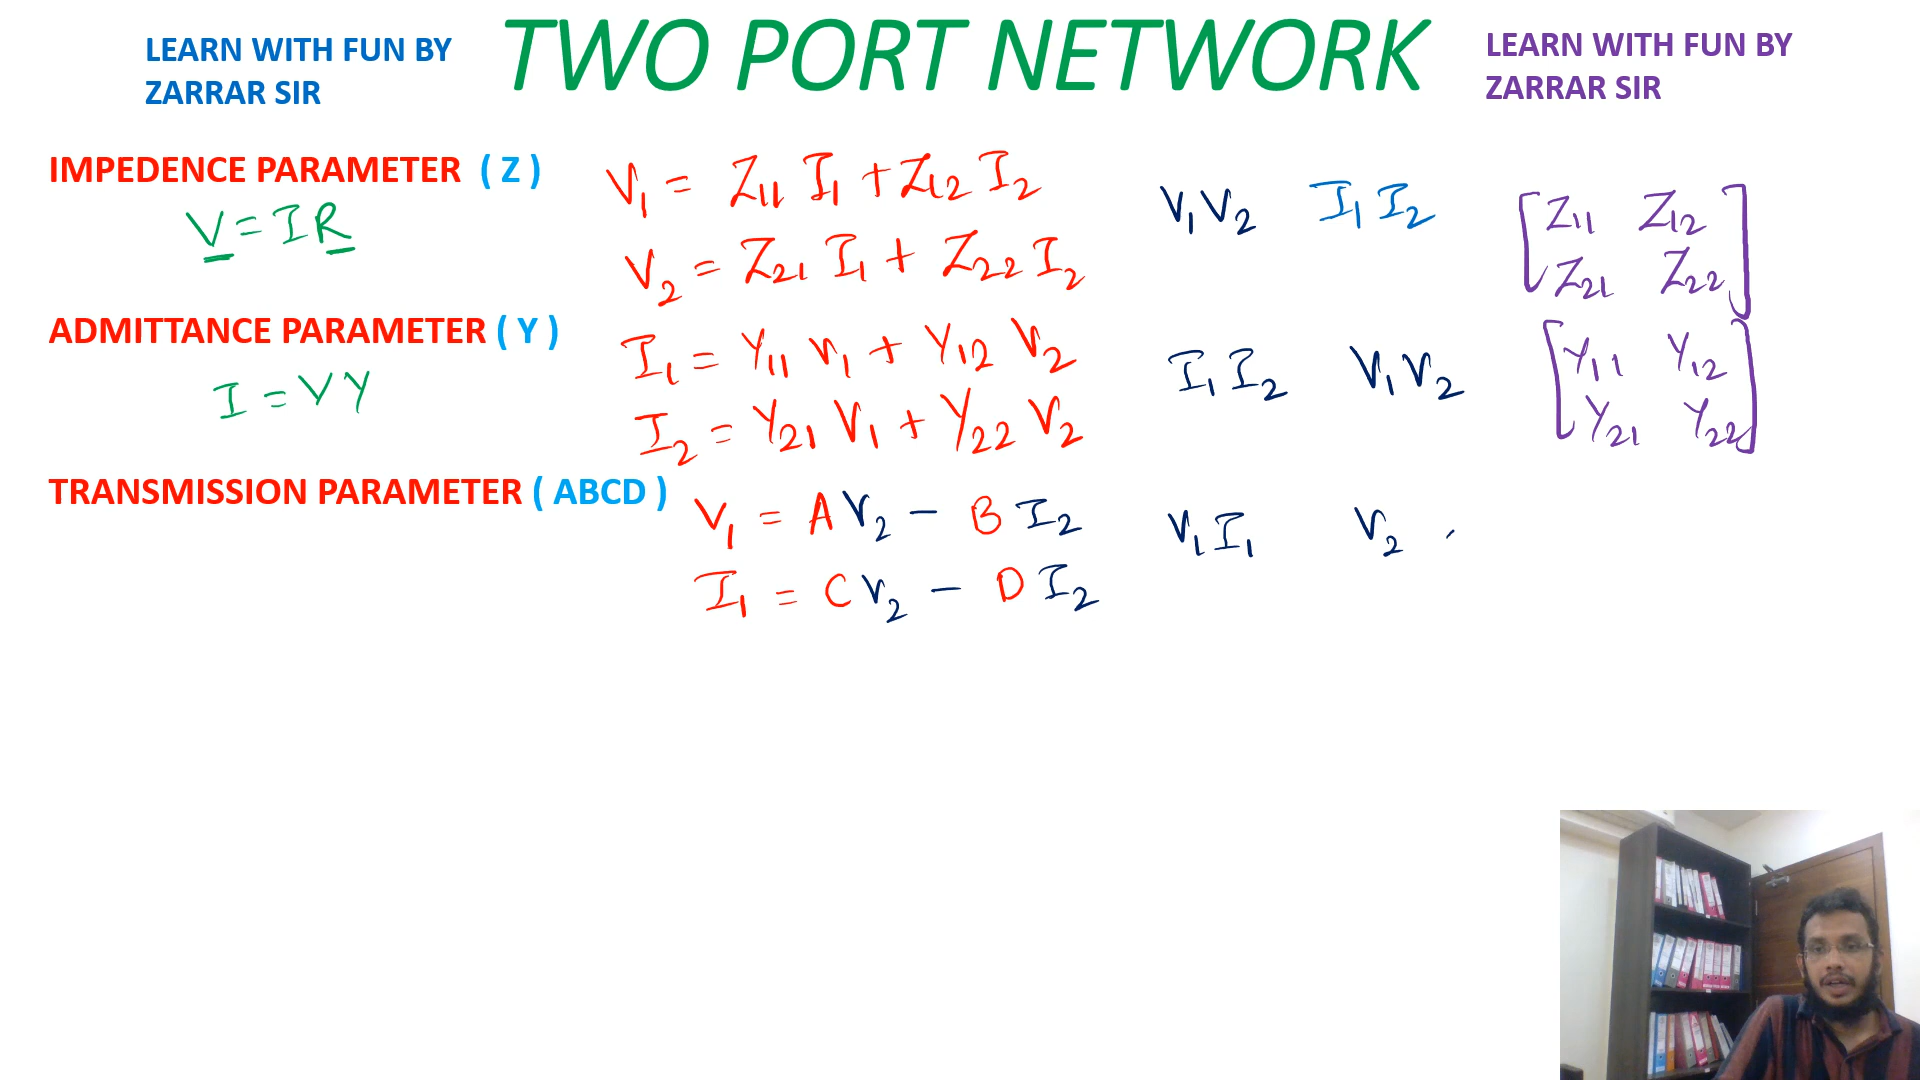 TWO PORT NETWORK
LEARN WITH FUN BY
ZARRAR SIR
LEARN WITH FUN BY
ZARRAR SIR
IMPEDENCE PARAMETER ( Z )
V = IR
V₁ = Z₁₁ I₁ + Z₁₂ I₂
V₂ = Z₂₁ I₁ + Z₂₂ I₂
V₁ V₂ I₁ I₂
Z₁₁ Z₁₂
Z₂₁ Z₂₂
ADMITTANCE PARAMETER ( Y )
I = VY
I₁ = Y₁₁ V₁ + Y₁₂ V₂
I₂ = Y₂₁ V₁ + Y₂₂ V₂
I₁ I₂ V₁ V₂
Y₁₁ Y₁₂
Y₂₁ Y₂₂
TRANSMISSION PARAMETER ( ABCD )
V₁ = AV₂ - BI₂
I₁ = CV₂ - DI₂
V₁ I₁ V₂